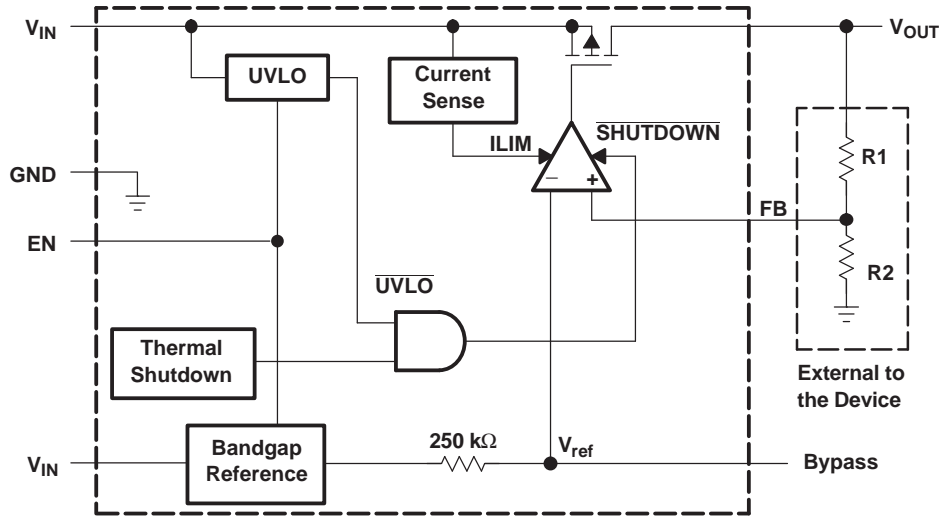 V_IN
V_OUT
UVLO
Current
Sense
SHUTDOWN
ILIM
R1
GND
−
+
FB
EN
R2
UVLO
Thermal
Shutdown
External to
the Device
250 kΩ
V_ref
V_IN
Bandgap
Reference
Bypass